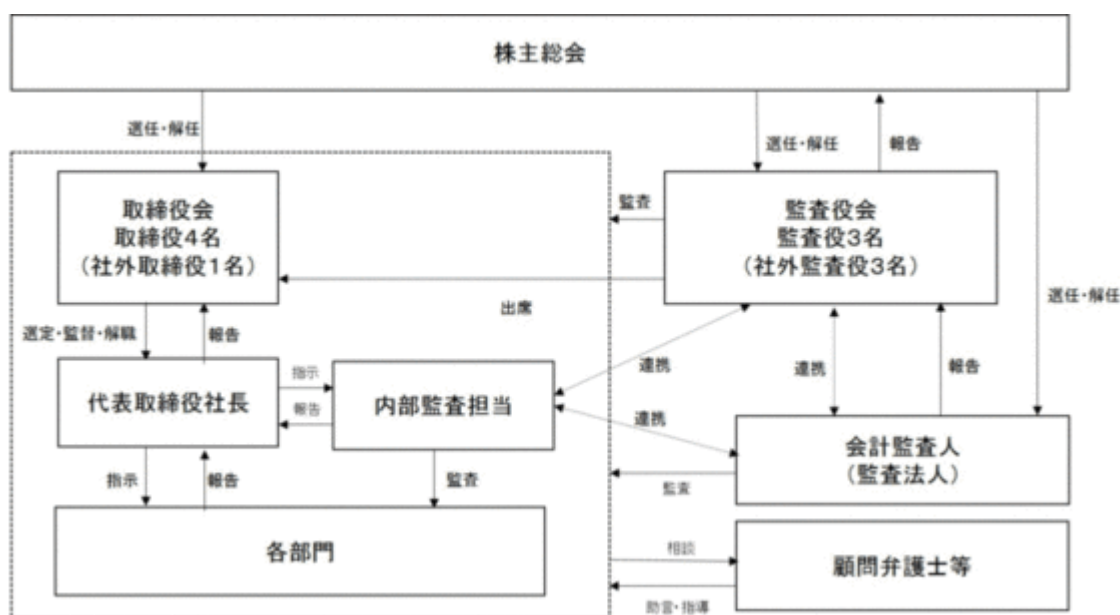 株主総会
選任・解任
選任・解任
報告
取締役会
取締役4名
(社外取締役1名)
監査
監査役会
監査役3名
(社外監査役3名)
選任・解任
出席
選定・監督・解職
報告
連携
連携
報告
代表取締役社長
指示
報告
内部監査担当
連携
会計監査人
(監査法人)
指示
報告
監査
監査
各部門
相談
顧問弁護士等
助言・指導